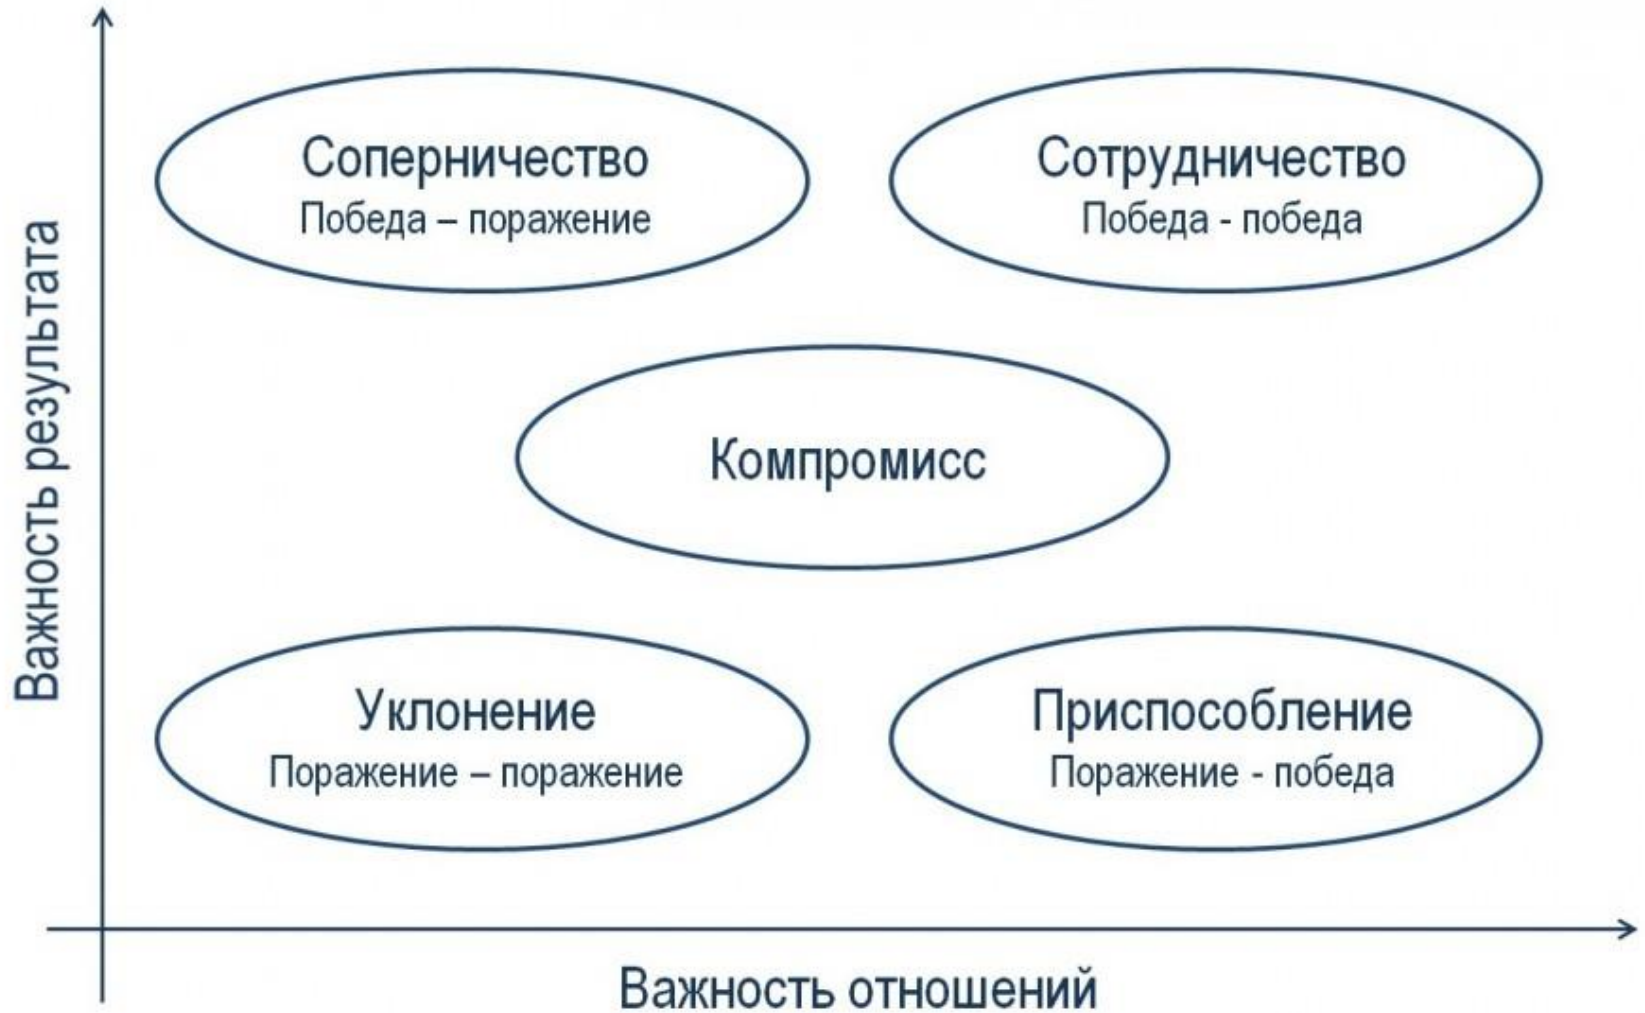 Соперничество
Победа – поражение
Сотрудничество
Победа - победа
Компромисс
Уклонение
Поражение – поражение
Приспособление
Поражение - победа
Важность результата
Важность отношений